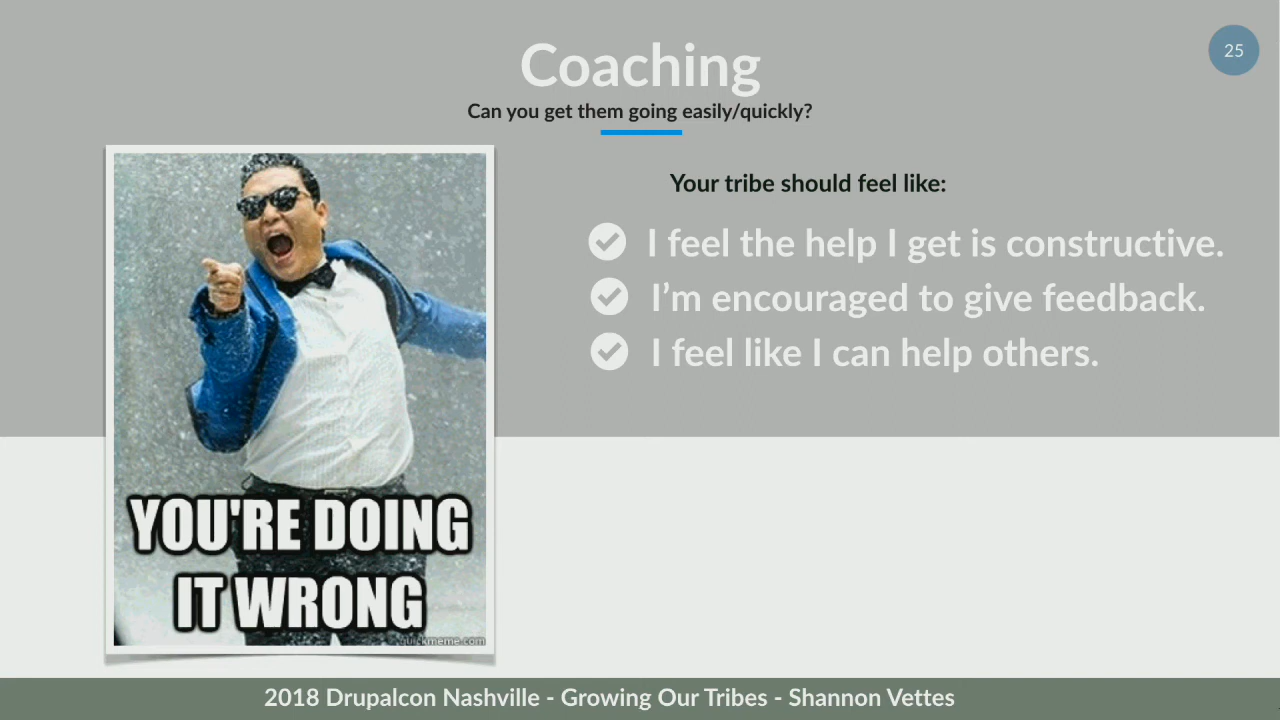 Coaching
25
Can you get them going easily/quickly?
Your tribe should feel like:
I feel the help I get is constructive.
I’m encouraged to give feedback.
I feel like I can help others.
YOU'RE DOING
IT WRONG
quickmeme.com
2018 Drupalcon Nashville - Growing Our Tribes - Shannon Vettes